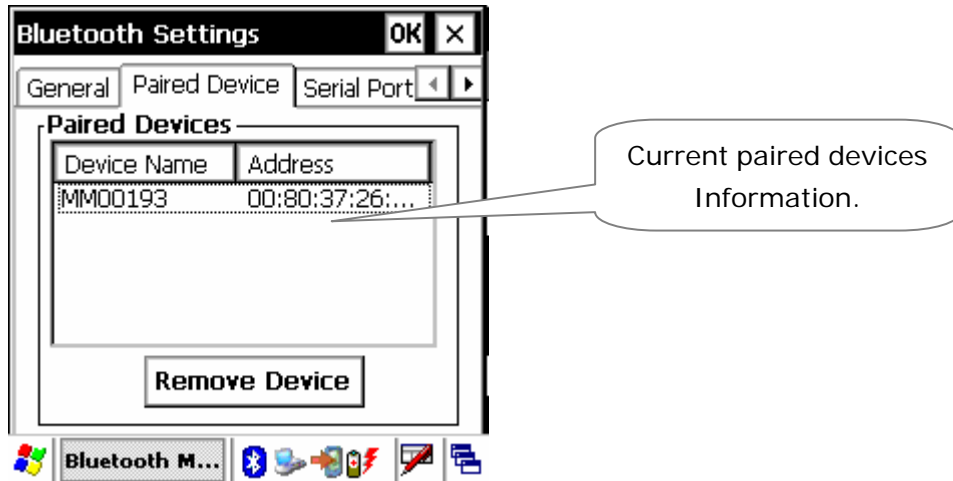 Bluetooth Settings OK ×
General Paired Device Serial Port
Paired Devices
Device Name Address
MM00193 00:80:37:26:...
Remove Device
Bluetooth M...
Current paired devices
Information.